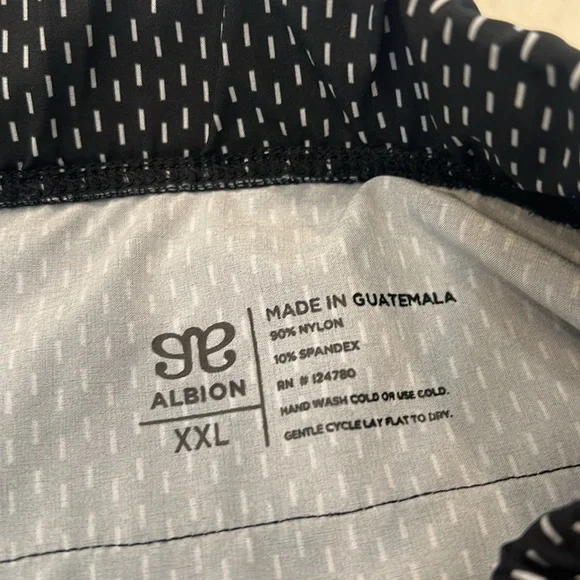 ALBION
XXL
MADE IN GUATEMALA
90% NYLON
10% SPANDEX
RN # 124780
HAND WASH COLD OR USE COLD.
GENTLE CYCLE LAY FLAT TO DRY.